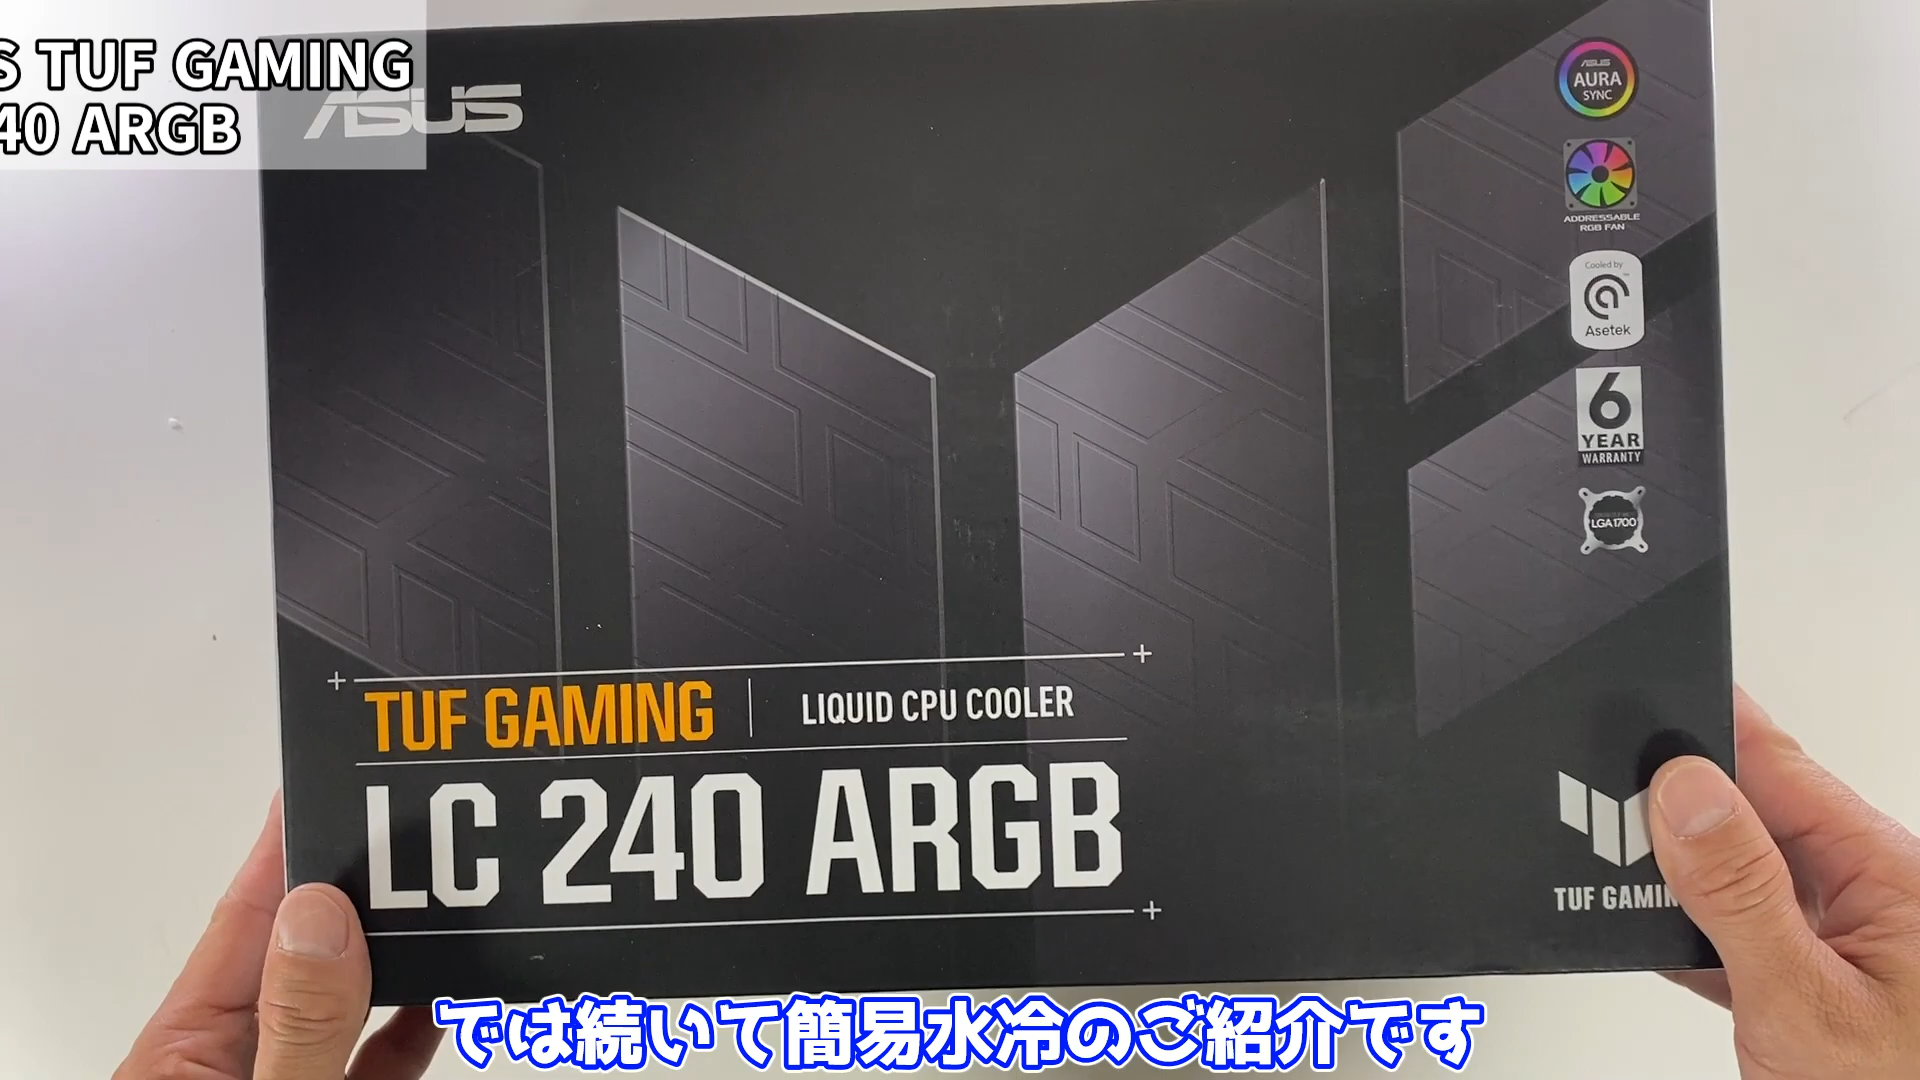 S TUF GAMING
40 ARGB
ASUS
ASUS
AURA
SYNC
ADDRESSABLE
RGB FAN
Cooled by
Asetek
6
YEAR
WARRANTY
LGA1700
TUF GAMING
LIQUID CPU COOLER
LC 240 ARGB
TUF GAMIN
では続いて簡易水冷のご紹介です